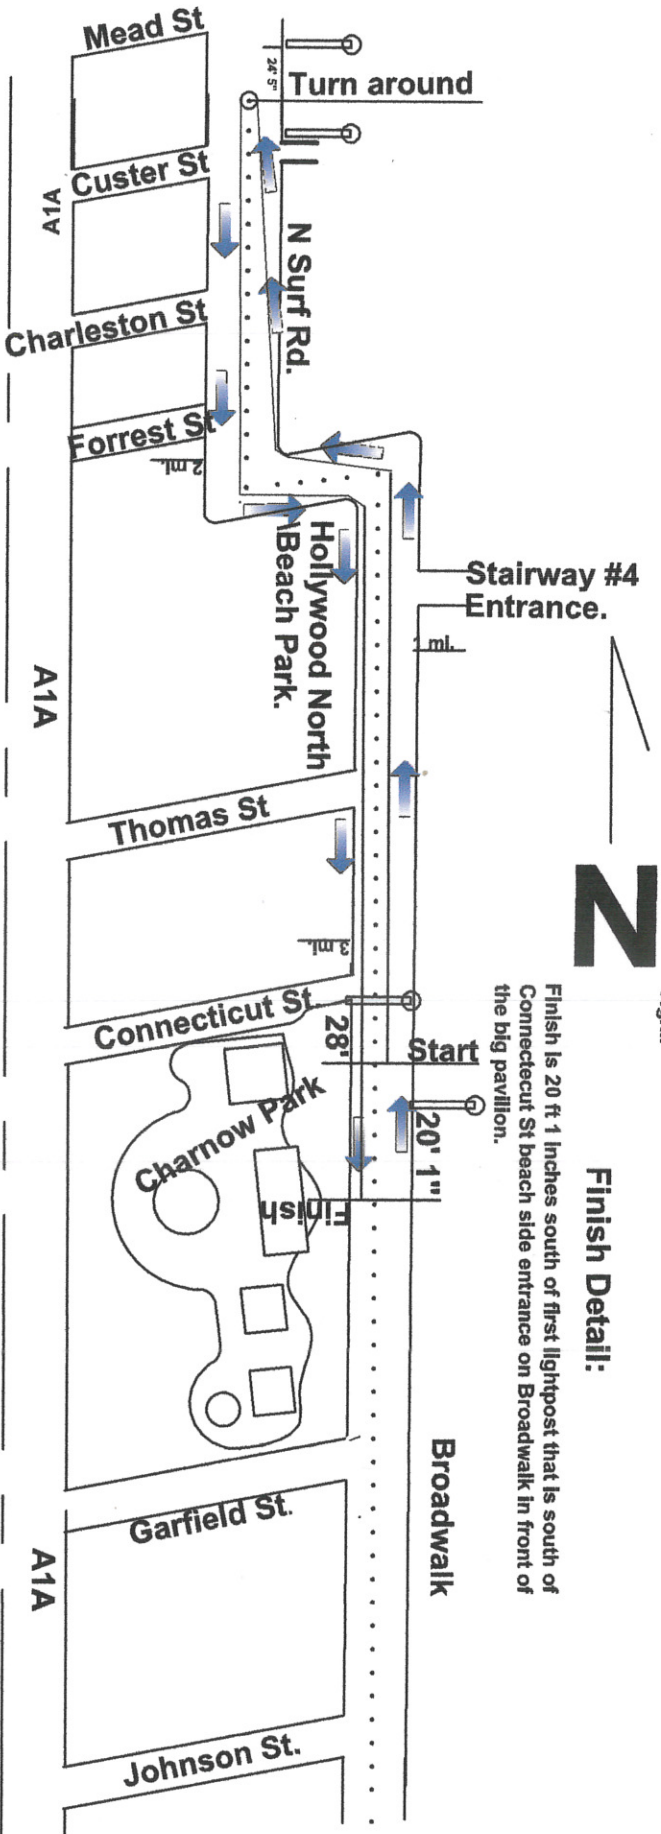 Mead St
24' 5"
Turn around
Custer St
A1A
N Surf Rd.
Charleston St
Forrest St
2 mi.
Hollywood North
\Beach Park.
Stairway #4
Entrance.
1 mi.
A1A
N
Thomas St
3 mi.
Connecticut St.
28'
Start
20' 1"
Charnow Park
Finish
Finish Detail:
Finish is 20 ft 1 inches south of first lightpost that is south of
Connectecut St beach side entrance on Broadwalk in front of
the big pavilion.
Broadwalk
Garfield St.
A1A
Johnson St.